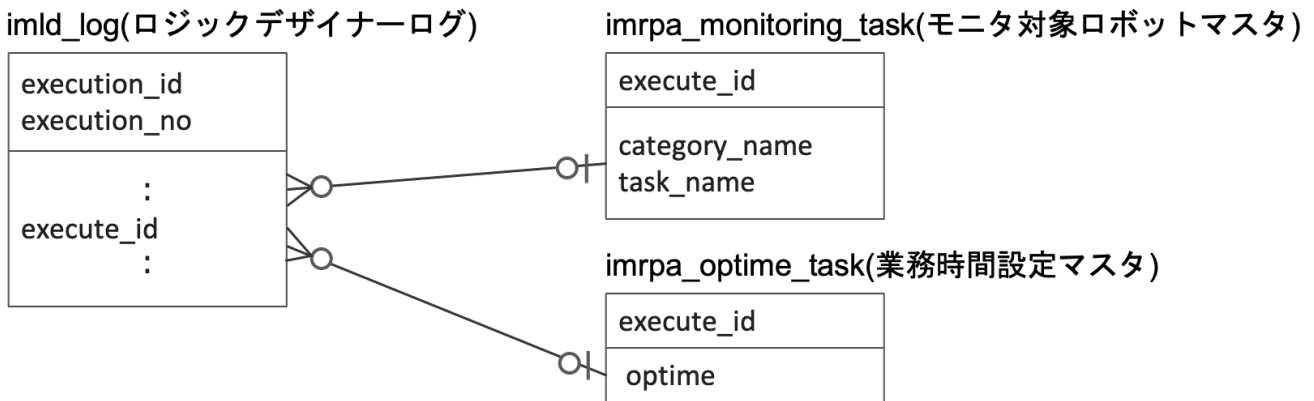 imld_log(ロジックデザイナーログ)
execution_id
execution_no
:
execute_id
:
imrpa_monitoring_task(モニタ対象ロボットマスタ)
execute_id
category_name
task_name
imrpa_optime_task(業務時間設定マスタ)
execute_id
optime